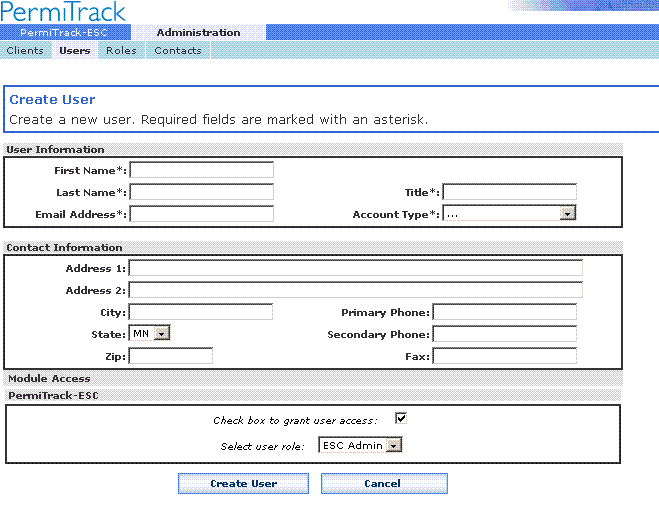 PermiTrack
PermiTrack-ESC Administration
Clients Users Roles Contacts
Create User
Create a new user. Required fields are marked with an asterisk.
User Information
First Name*:
Last Name*: Title*:
Email Address*: Account Type*: ...
Contact Information
Address 1:
Address 2:
City: Primary Phone:
State: MN Secondary Phone:
Zip: Fax:
Module Access
PermiTrack-ESC
Check box to grant user access:
Select user role: ESC Admin
Create User Cancel